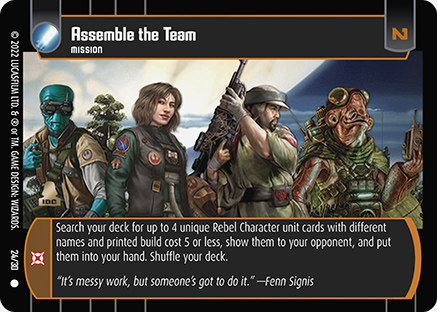 Assemble the Team
N
MISSION
© 2022 LUCASFILM LTD. & ® or TM. GAME DESIGN: WIZARDS.
Search your deck for up to 4 unique Rebel Character unit cards with different
names and printed build cost 5 or less, show them to your opponent, and put
them into your hand. Shuffle your deck.
"It's messy work, but someone's got to do it." —Fenn Signis
24/30